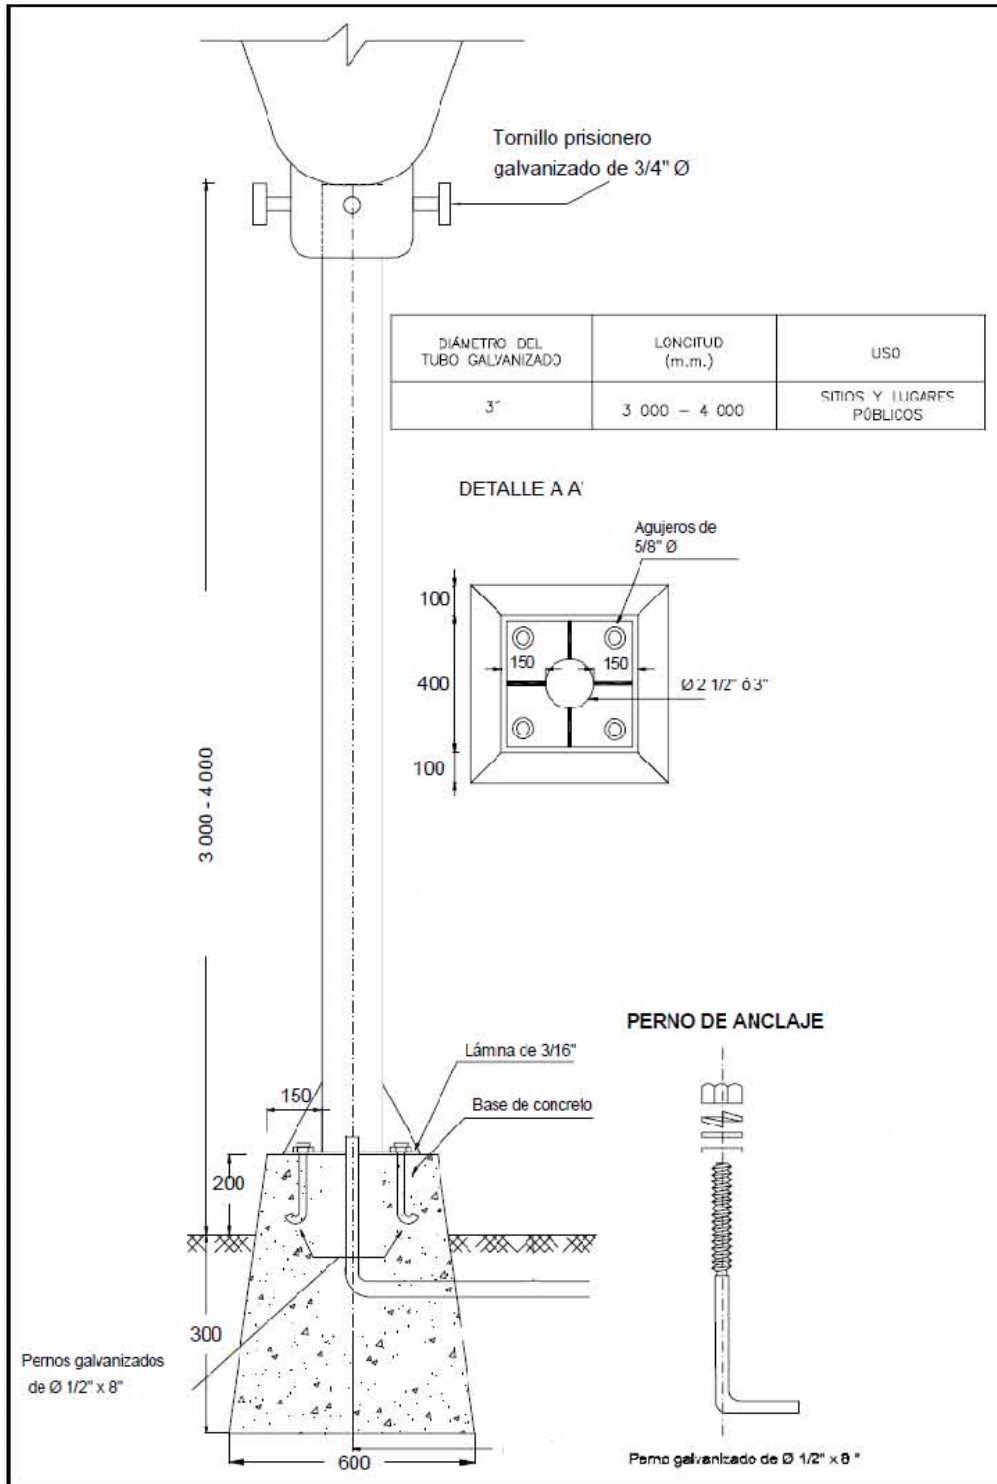 Tornillo prisionero
galvanizado de 3/4" Ø
DIÁMETRO DEL
TUBO GALVANIZADO
LONGITUD
(m.m.)
USO
3"
3 000 – 4 000
SITIOS Y LUGARES
PÚBLICOS
DETALLE A A'
Agujeros de
5/8" Ø
100
150
150
400
Ø 2 1/2" ó 3"
100
3 000 - 4 000
PERNO DE ANCLAJE
Lámina de 3/16"
150
Base de concreto
200
300
Pernos galvanizados
de Ø 1/2" x 8"
600
Perno galvanizado de Ø 1/2" x 8 "